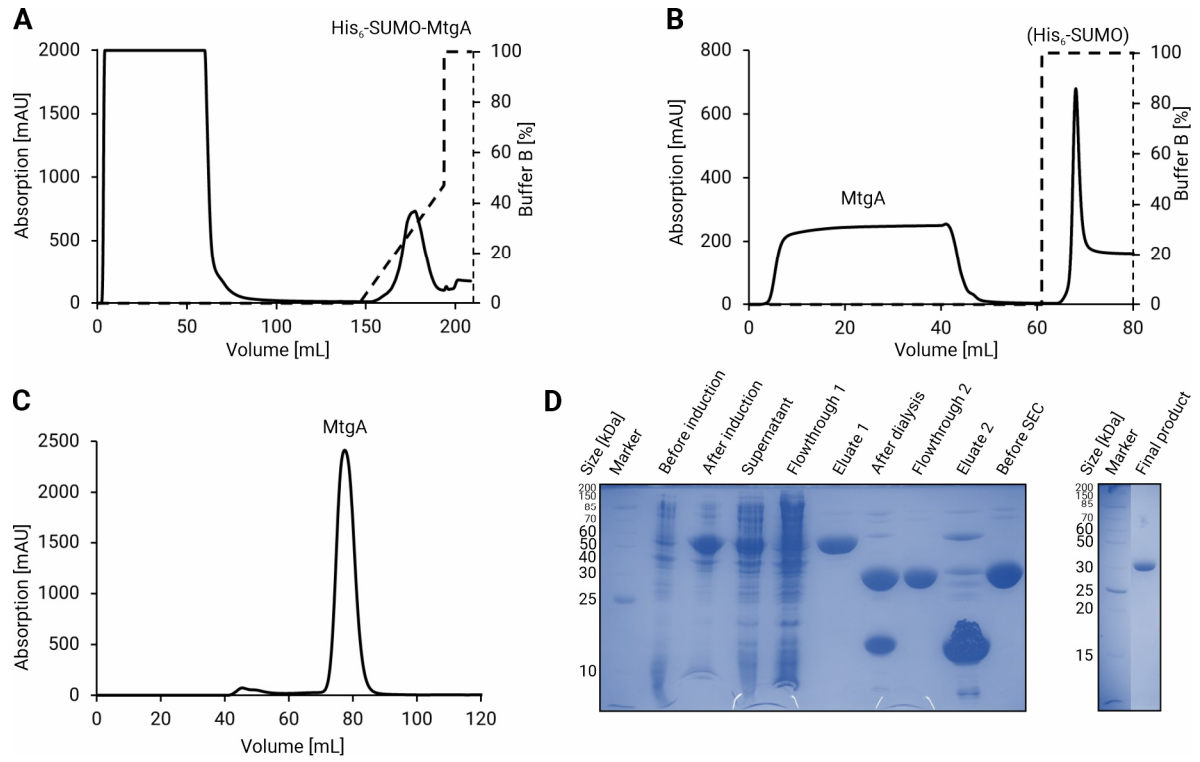 A
His₆-SUMO-MtgA
2000
1500
1000
500
0
Absorption [mAU]
100
80
60
40
20
0
Buffer B [%]
0 50 100 150 200
Volume [mL]
B
(His₆-SUMO)
MtgA
800
600
400
200
0
Absorption [mAU]
100
80
60
40
20
0
Buffer B [%]
0 20 40 60 80
Volume [mL]
C
MtgA
2500
2000
1500
1000
500
0
Absorption [mAU]
0 20 40 60 80 100 120
Volume [mL]
D
Size [kDa]
Marker
Before induction
After induction
Supernatant
Flowthrough 1
Eluate 1
After dialysis
Flowthrough 2
Eluate 2
Before SEC
200
150
85
70
60
50
40
30
25
10
Size [kDa]
Marker
Final product
200
150
85
70
60
50
40
30
25
20
15